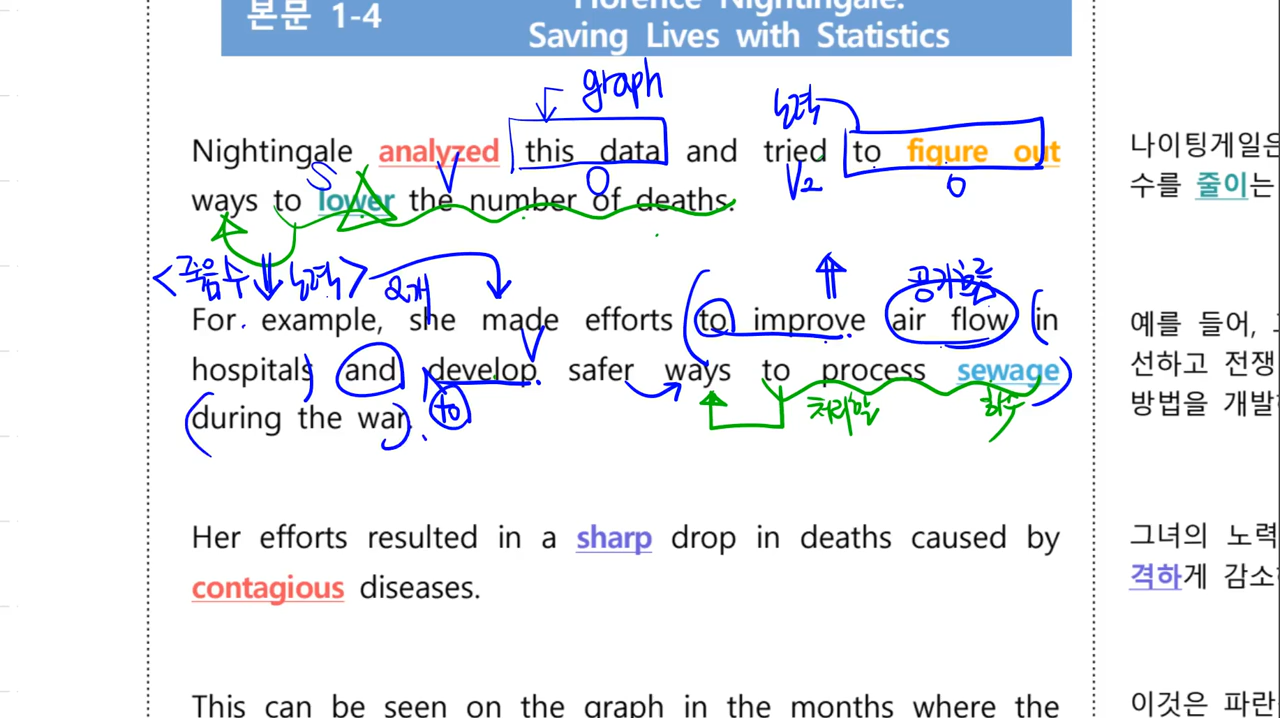 본문 1-4
Florence Nightingale:
Saving Lives with Statistics
graph
노력
Nightingale analyzed this data and tried to figure out
S V O V₂ O
ways to lower the number of deaths.
<죽음수 ↓ 노력> 2개
For example, she made efforts to improve air flow in
V
hospitals and develop safer ways to process sewage
to 처리할 하수
during the war.
Her efforts resulted in a sharp drop in deaths caused by
contagious diseases.
This can be seen on the graph in the months where the
나이팅게일은
수를 줄이는
예를 들어,
선하고 전쟁
방법을 개발
그녀의 노력
격하게 감소
이것은 파란